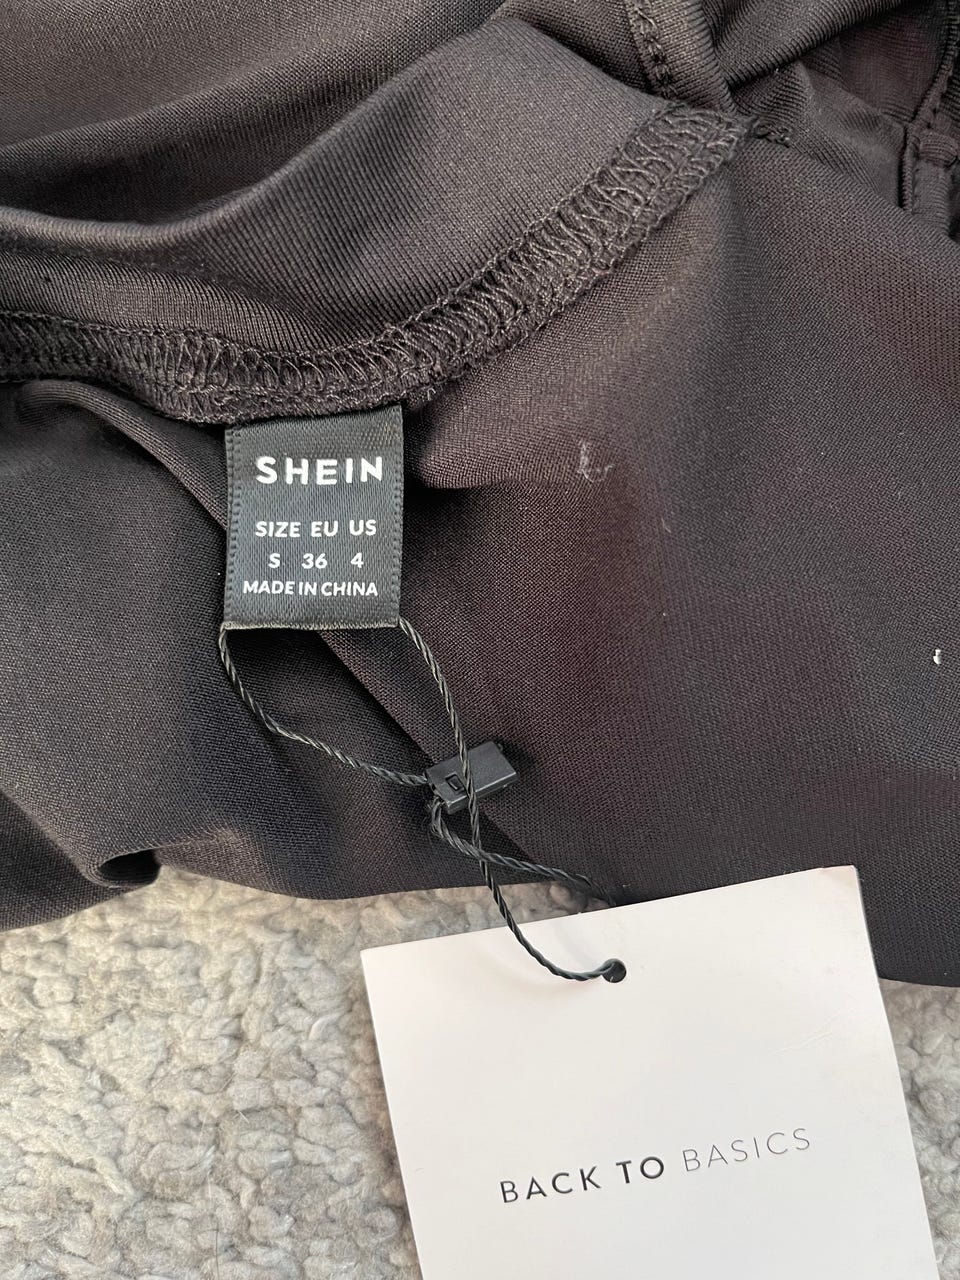 SHEIN
SIZE EU US
S 36 4
MADE IN CHINA
BACK TO BASICS